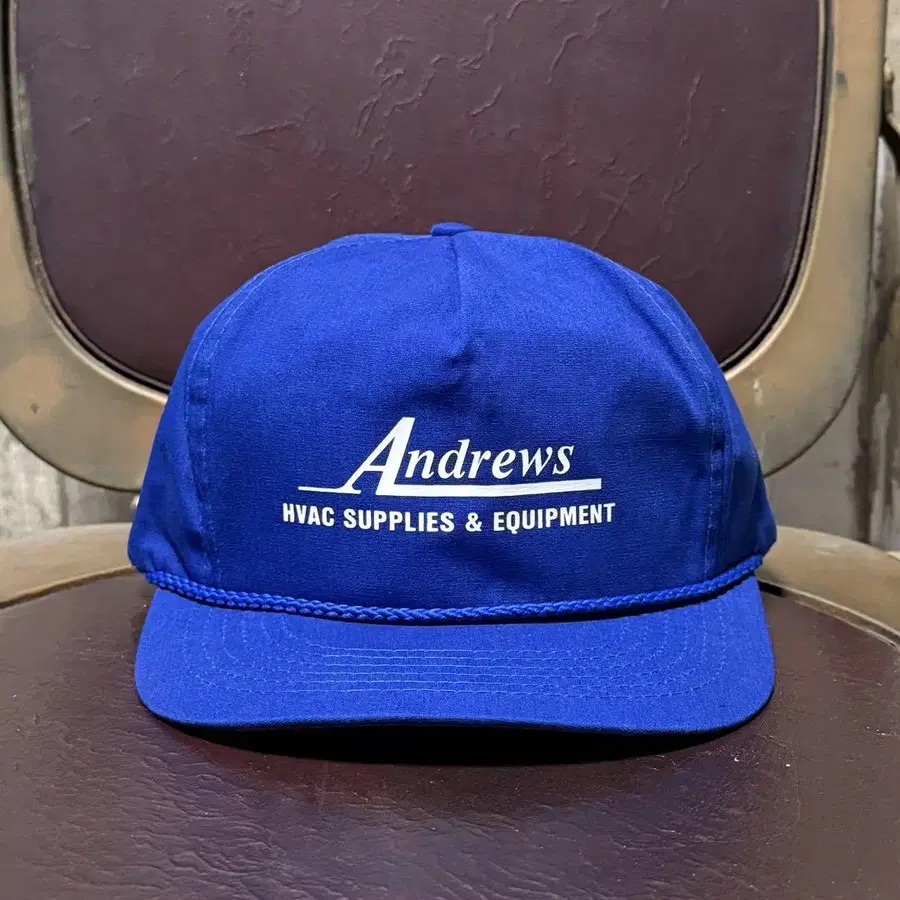 Andrews
HVAC SUPPLIES & EQUIPMENT